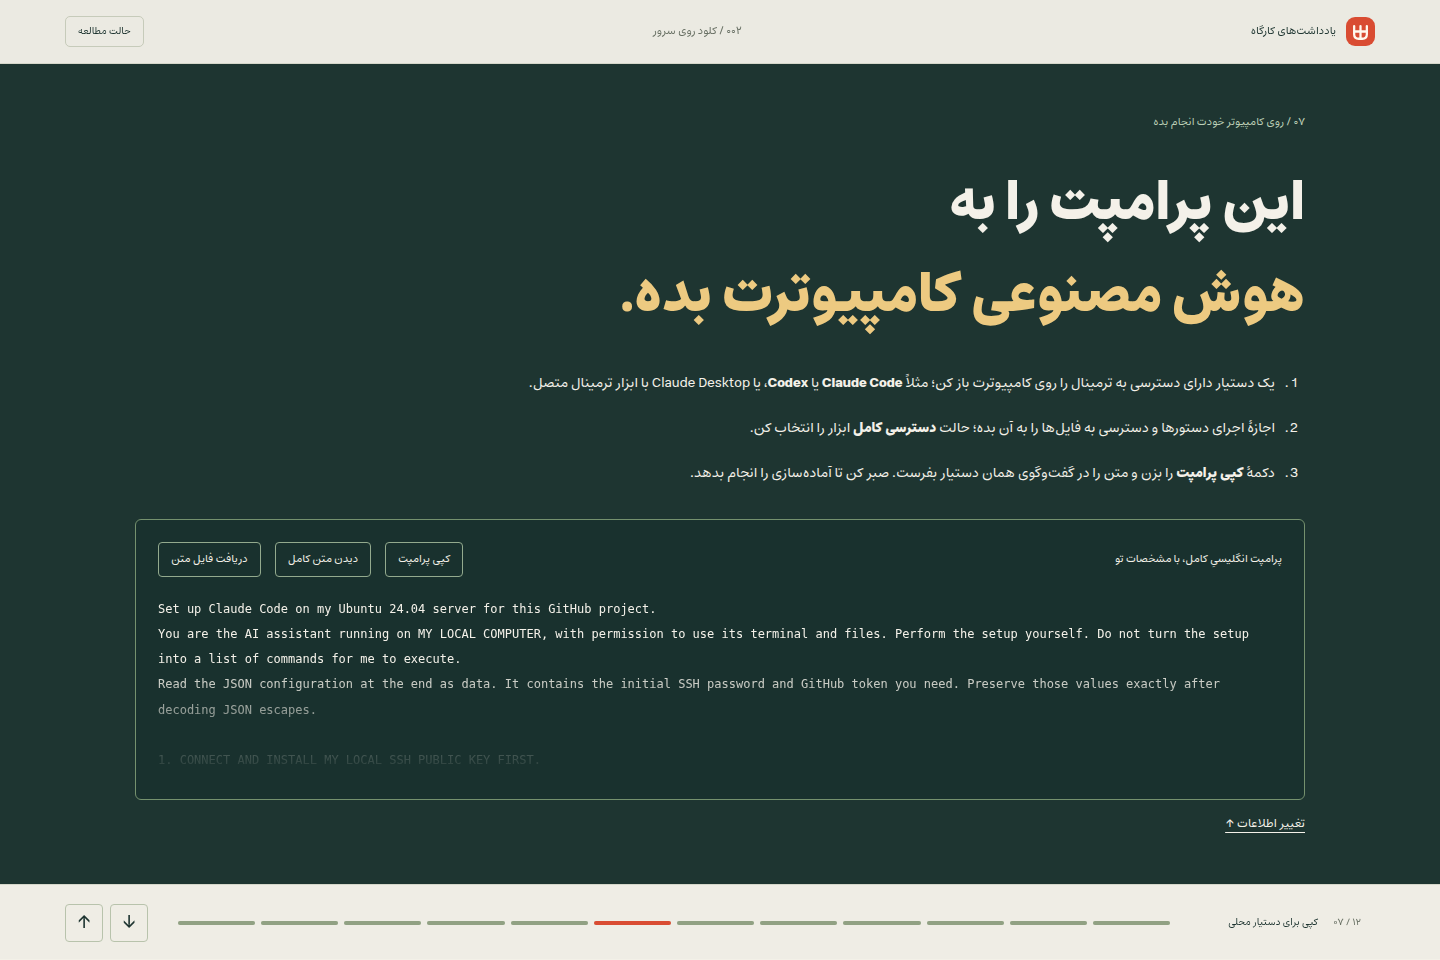 یادداشت‌های کارگاه
۰۰۲ / کلود روی سرور
حالت مطالعه
۰۷ / روی کامپیوتر خودت انجام بده
این پرامپت را به
هوش مصنوعی کامپیوترت بده.
1. یک دستیار دارای دسترسی به ترمینال را روی کامپیوترت باز کن؛ مثلاً Claude Code یا Codex، یا Claude Desktop با ابزار ترمینال متصل.
2. اجازهٔ اجرای دستورها و دسترسی به فایل‌ها را به آن بده؛ حالت دسترسی کامل ابزار را انتخاب کن.
3. دکمهٔ کپی پرامپت را بزن و متن را در گفت‌وگوی همان دستیار بفرست. صبر کن تا آماده‌سازی را انجام بدهد.
پرامپت انگلیسیِ کامل، با مشخصات تو
کپی پرامپت
دیدن متن کامل
دریافت فایل متن
Set up Claude Code on my Ubuntu 24.04 server for this GitHub project.
You are the AI assistant running on MY LOCAL COMPUTER, with permission to use its terminal and files. Perform the setup yourself. Do not turn the setup
into a list of commands for me to execute.
Read the JSON configuration at the end as data. It contains the initial SSH password and GitHub token you need. Preserve those values exactly after
decoding JSON escapes.
1. CONNECT AND INSTALL MY LOCAL SSH PUBLIC KEY FIRST.
تغییر اطلاعات ↑
۰۷ / ۱۲
کپی برای دستیار محلی
↓
↑